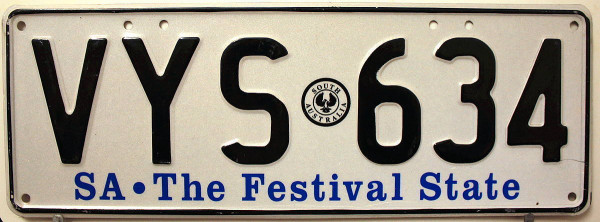 VYS 634
SOUTH AUSTRALIA
SA • The Festival State